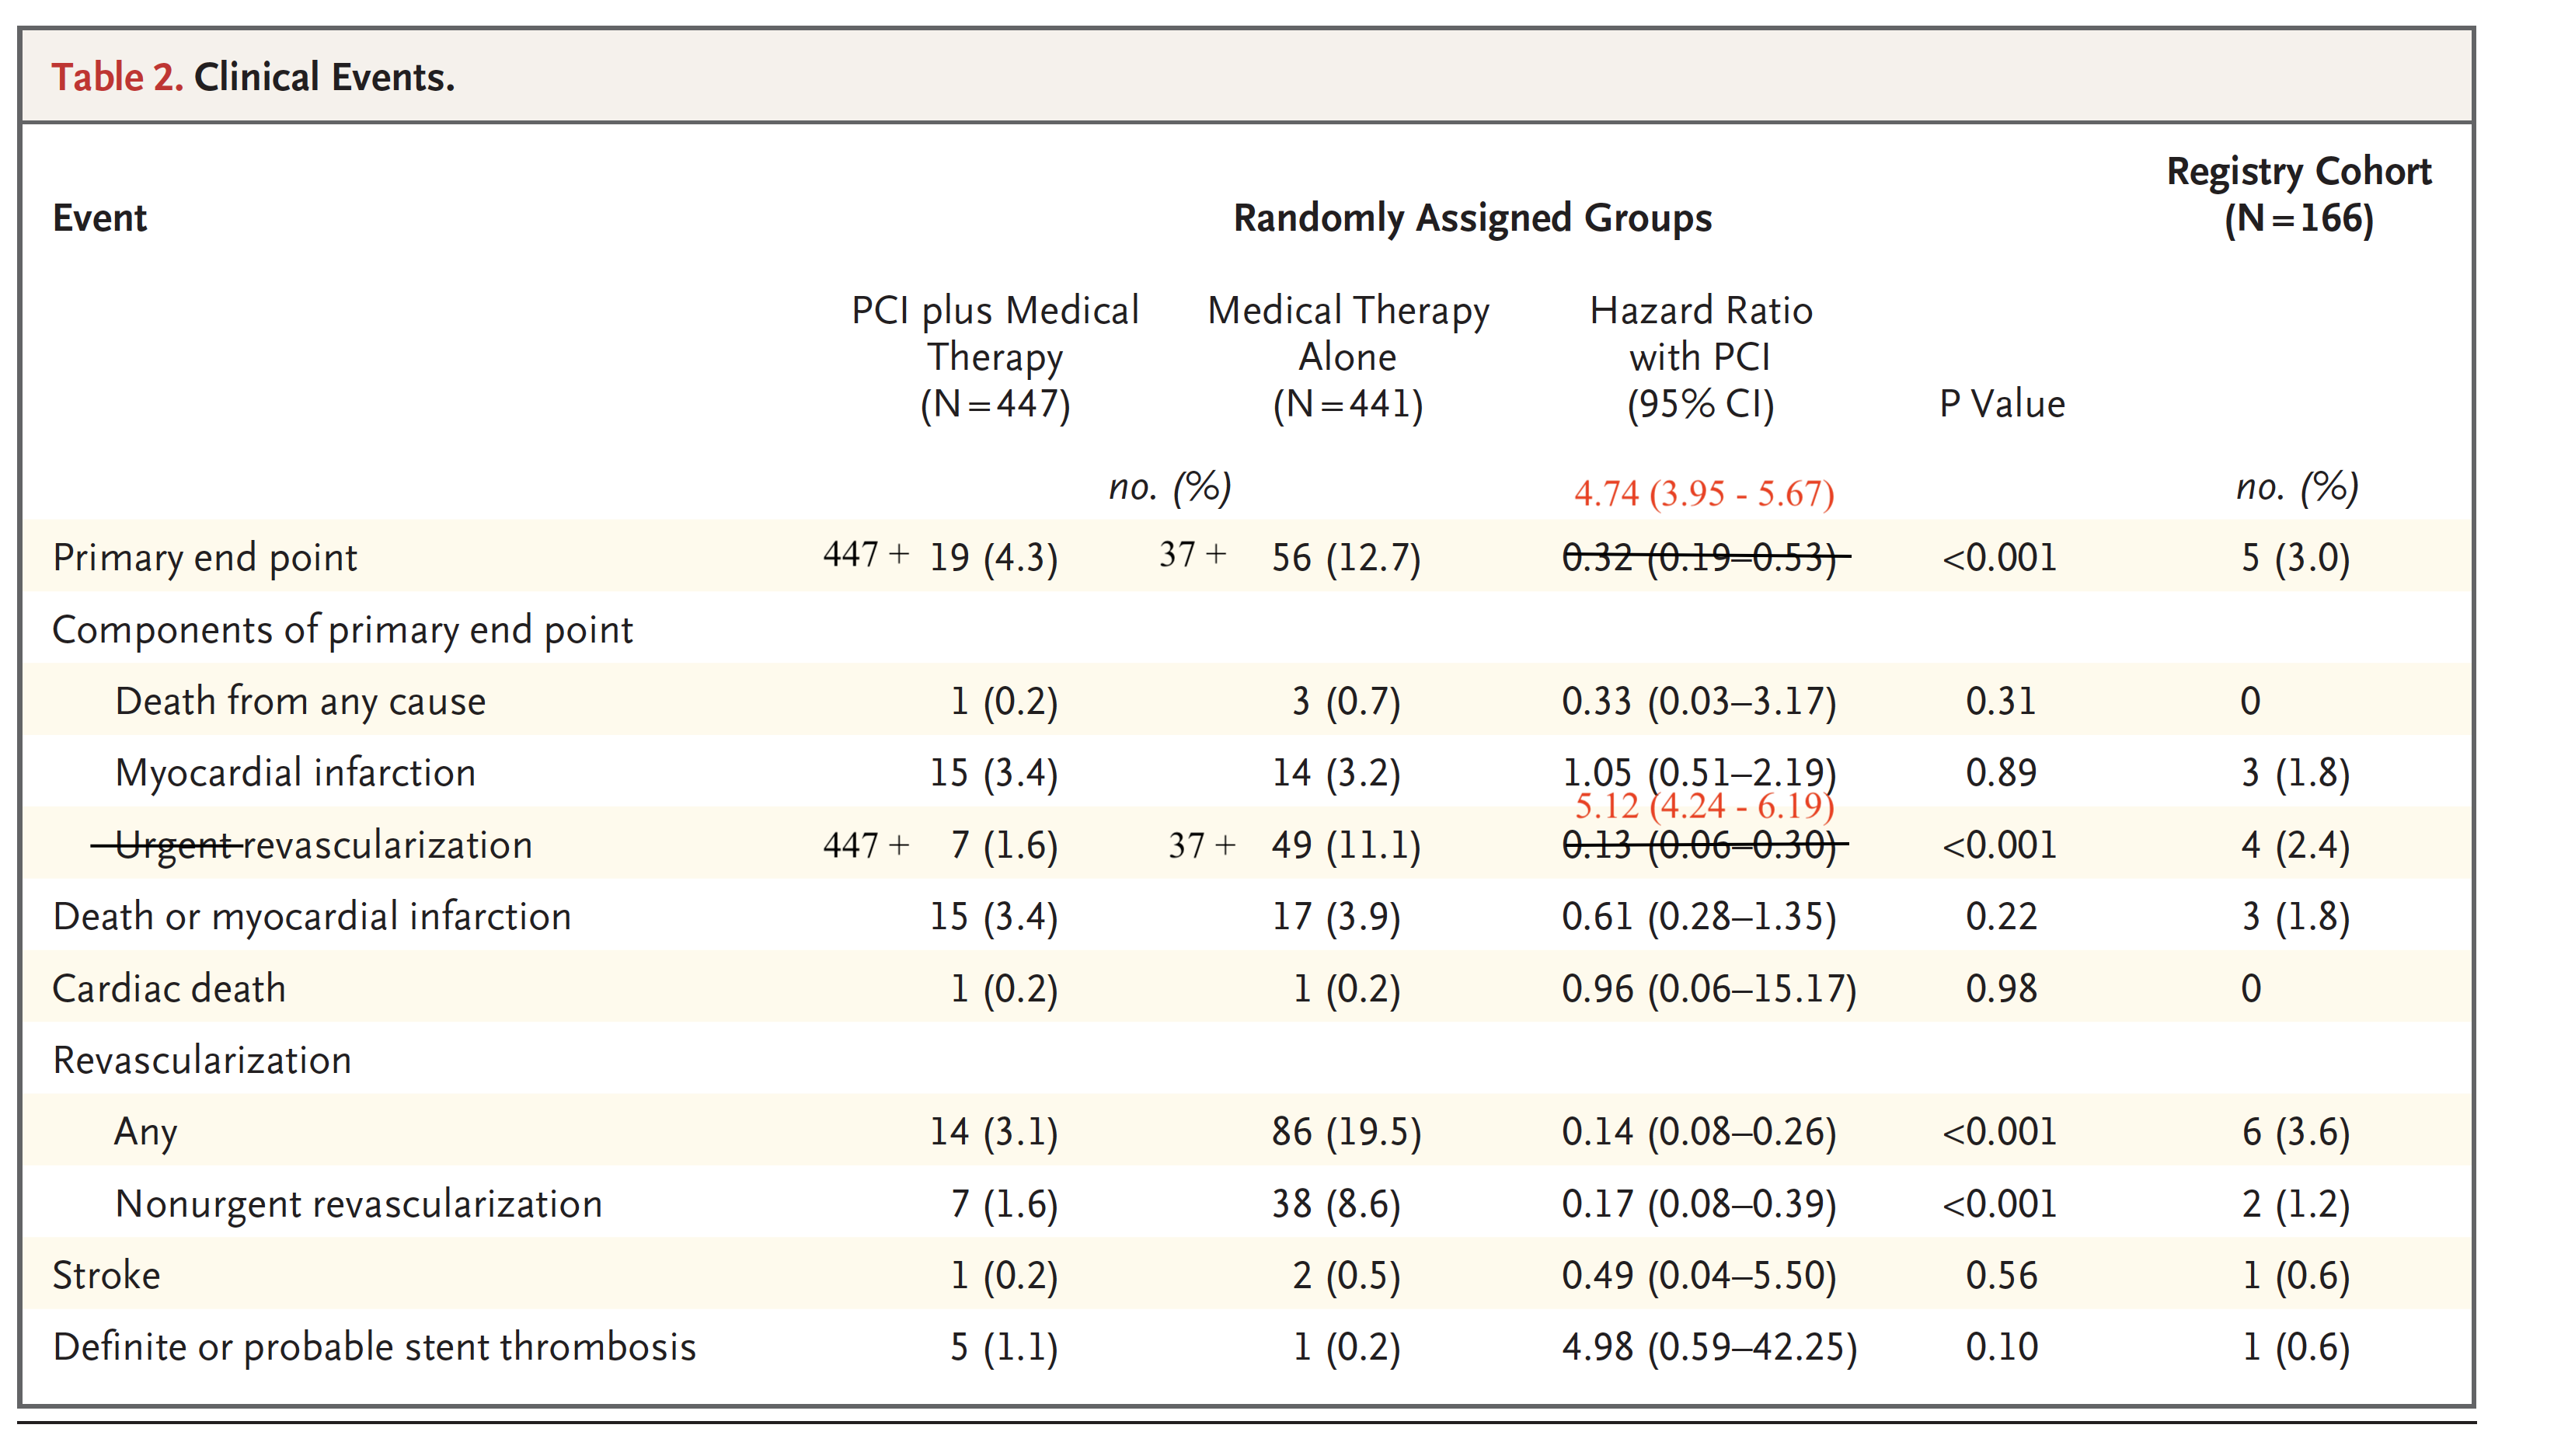 Table 2. Clinical Events.
Event Randomly Assigned Groups Registry Cohort (N=166)
PCI plus Medical Therapy (N=447) Medical Therapy Alone (N=441) Hazard Ratio with PCI (95% CI) P Value
no. (%) 4.74 (3.95 - 5.67) no. (%)
Primary end point 447 + 19 (4.3) 37 + 56 (12.7) 0.32 (0.19–0.53) <0.001 5 (3.0)
Components of primary end point
Death from any cause 1 (0.2) 3 (0.7) 0.33 (0.03–3.17) 0.31 0
Myocardial infarction 15 (3.4) 14 (3.2) 1.05 (0.51–2.19) 0.89 3 (1.8)
5.12 (4.24 - 6.19)
Urgent revascularization 447 + 7 (1.6) 37 + 49 (11.1) 0.13 (0.06–0.30) <0.001 4 (2.4)
Death or myocardial infarction 15 (3.4) 17 (3.9) 0.61 (0.28–1.35) 0.22 3 (1.8)
Cardiac death 1 (0.2) 1 (0.2) 0.96 (0.06–15.17) 0.98 0
Revascularization
Any 14 (3.1) 86 (19.5) 0.14 (0.08–0.26) <0.001 6 (3.6)
Nonurgent revascularization 7 (1.6) 38 (8.6) 0.17 (0.08–0.39) <0.001 2 (1.2)
Stroke 1 (0.2) 2 (0.5) 0.49 (0.04–5.50) 0.56 1 (0.6)
Definite or probable stent thrombosis 5 (1.1) 1 (0.2) 4.98 (0.59–42.25) 0.10 1 (0.6)